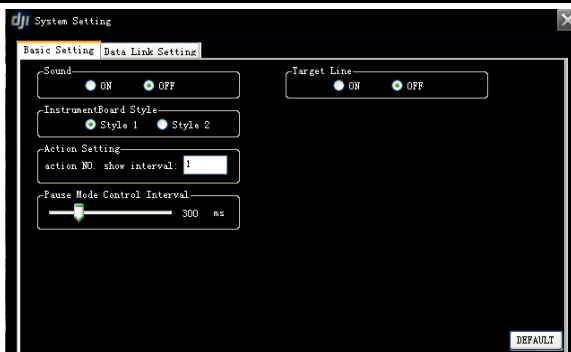 dji System Setting
Basic Setting Data Link Setting
Sound
ON OFF
Target Line
ON OFF
InstrumentBoard Style
Style 1 Style 2
Action Setting
action NO. show interval: 1
Pause Mode Control Interval
300 ms
DEFAULT